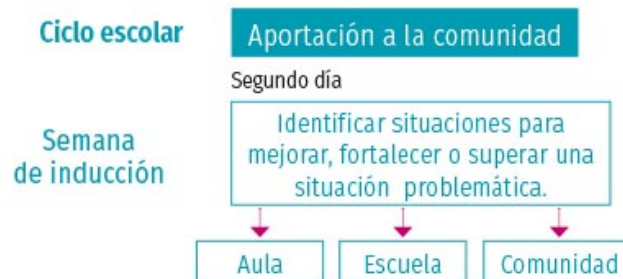 Ciclo escolar
Aportación a la comunidad
Segundo día
Semana
de inducción
Identificar situaciones para
mejorar, fortalecer o superar una
situación problemática.
Aula
Escuela
Comunidad